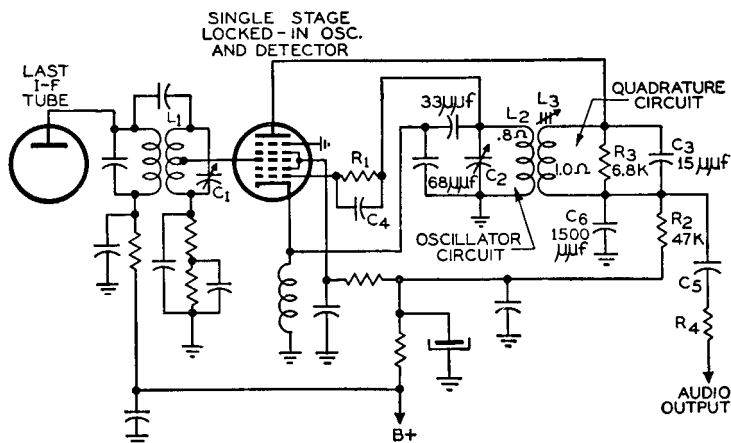 SINGLE STAGE
LOCKED-IN OSC.
AND DETECTOR
LAST
I-F
TUBE
L1
C1
R1
C4
33μμf
68μμf
C2
L2
.8Ω
L3
1.0Ω
QUADRATURE
CIRCUIT
R3
6.8K
C3
15μμf
OSCILLATOR
CIRCUIT
C6
1500
μμf
R2
47K
C5
R4
AUDIO
OUTPUT
B+